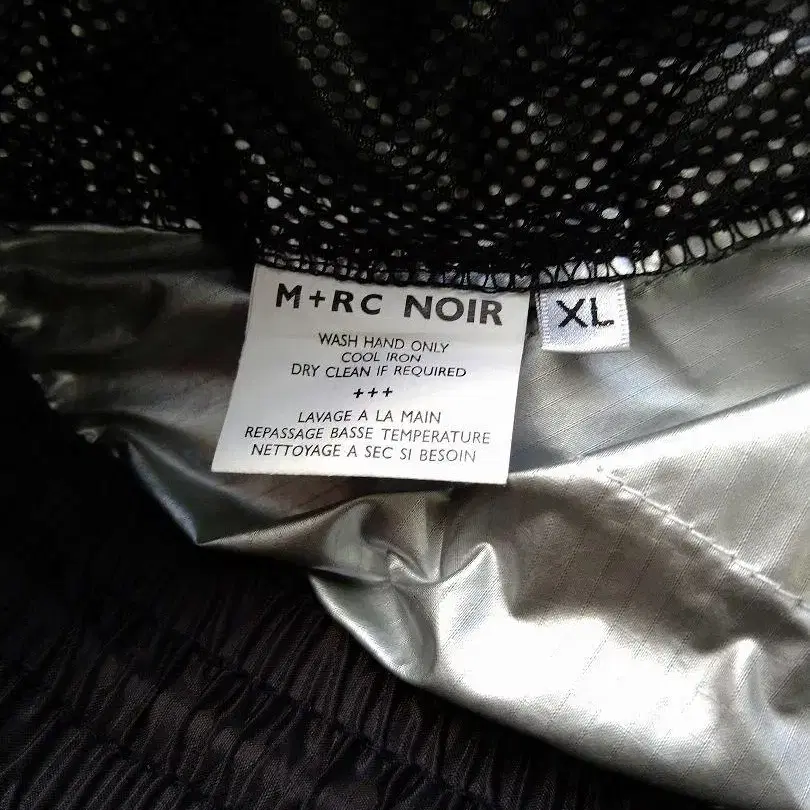 M+RC NOIR
XL
WASH HAND ONLY
COOL IRON
DRY CLEAN IF REQUIRED
+++
LAVAGE A LA MAIN
REPASSAGE BASSE TEMPERATURE
NETTOYAGE A SEC SI BESOIN